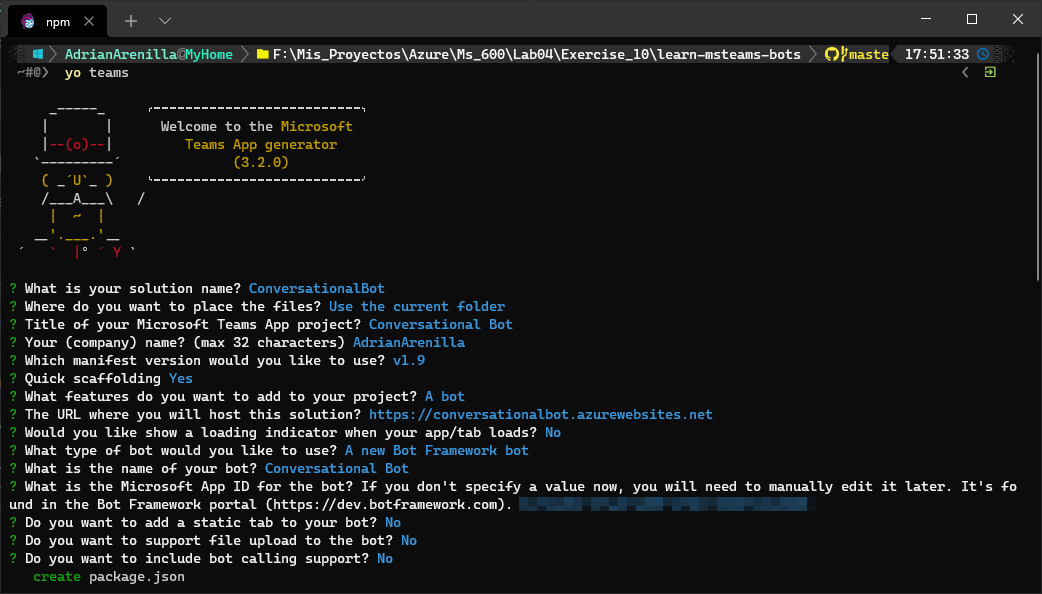 npm
AdrianArenilla@MyHome F:\Mis_Proyectos\Azure\Ms_600\Lab04\Exercise_10\learn-msteams-bots maste 17:51:33
~#@❯ yo teams
Welcome to the Microsoft
Teams App generator
(3.2.0)
? What is your solution name? ConversationalBot
? Where do you want to place the files? Use the current folder
? Title of your Microsoft Teams App project? Conversational Bot
? Your (company) name? (max 32 characters) AdrianArenilla
? Which manifest version would you like to use? v1.9
? Quick scaffolding Yes
? What features do you want to add to your project? A bot
? The URL where you will host this solution? https://conversationalbot.azurewebsites.net
? Would you like show a loading indicator when your app/tab loads? No
? What type of bot would you like to use? A new Bot Framework bot
? What is the name of your bot? Conversational Bot
? What is the Microsoft App ID for the bot? If you don't specify a value now, you will need to manually edit it later. It's fo
und in the Bot Framework portal (https://dev.botframework.com).
? Do you want to add a static tab to your bot? No
? Do you want to support file upload to the bot? No
? Do you want to include bot calling support? No
create package.json